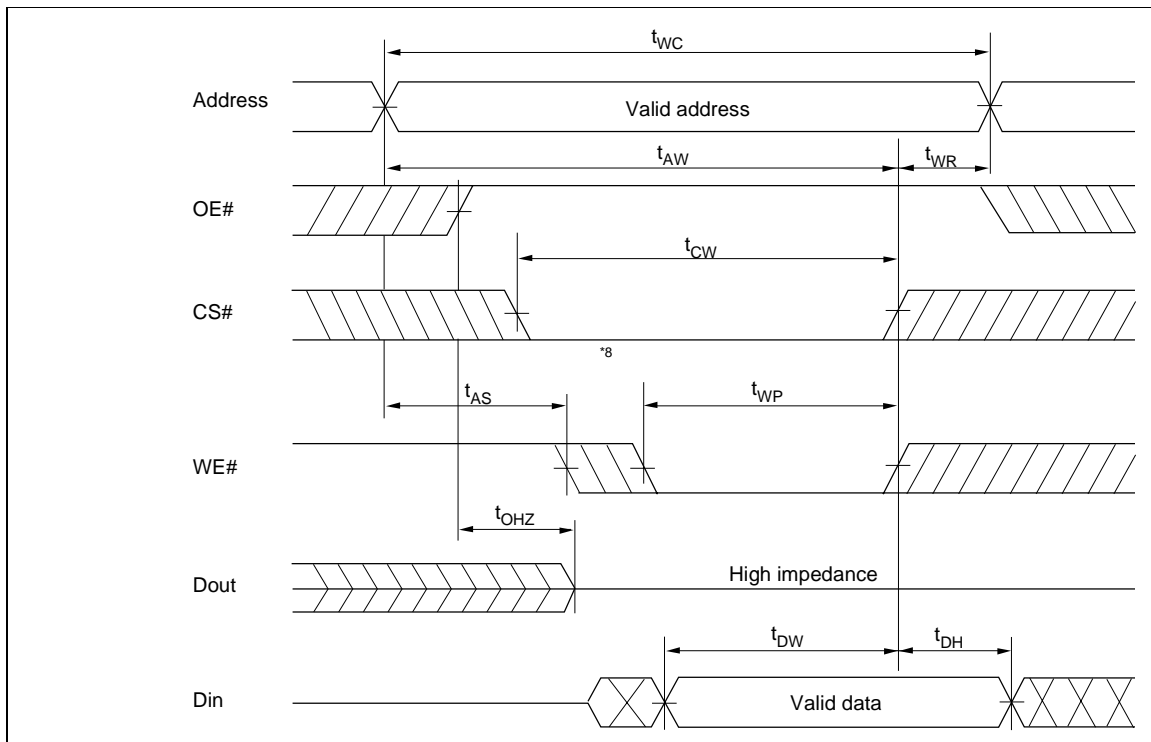 tWC
Address
Valid address
tAW
tWR
OE#
tCW
CS#
*8
tAS
tWP
WE#
tOHZ
Dout
High impedance
tDW
tDH
Din
Valid data